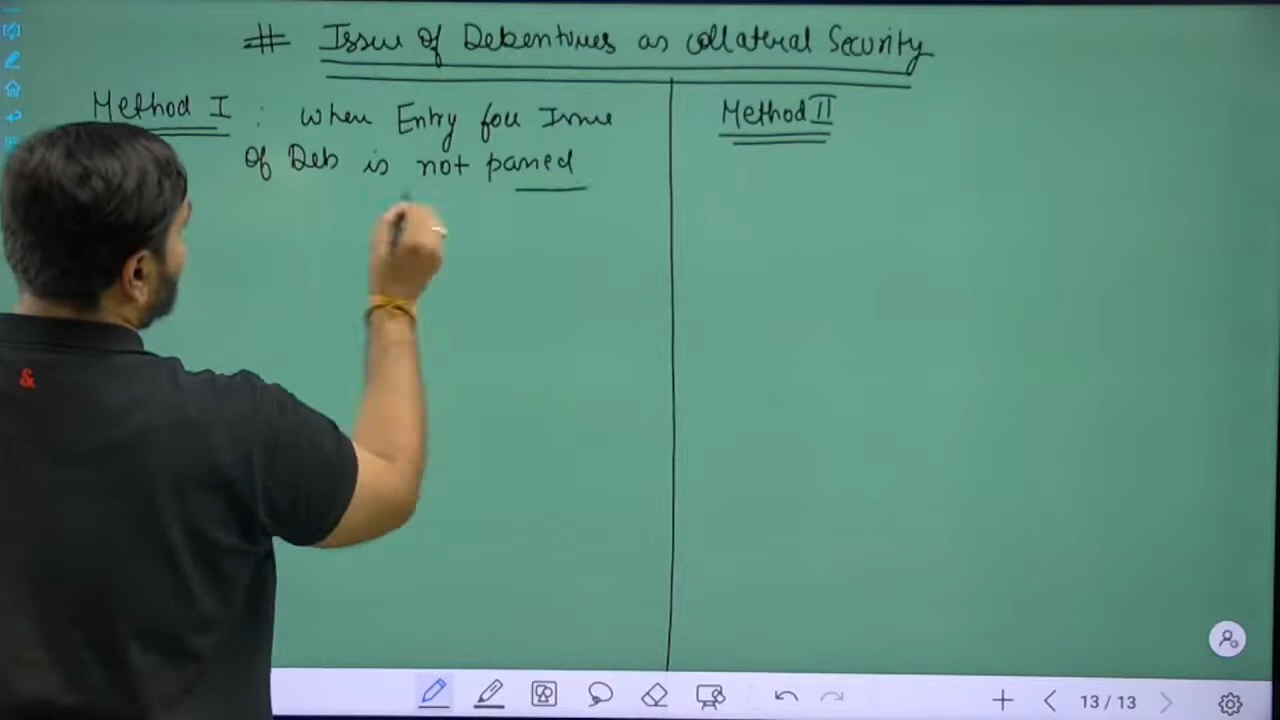 # Issue of Debentures as collateral Security
Method I : when Entry for Issue
of Deb is not passed
Method II
&
13 / 13